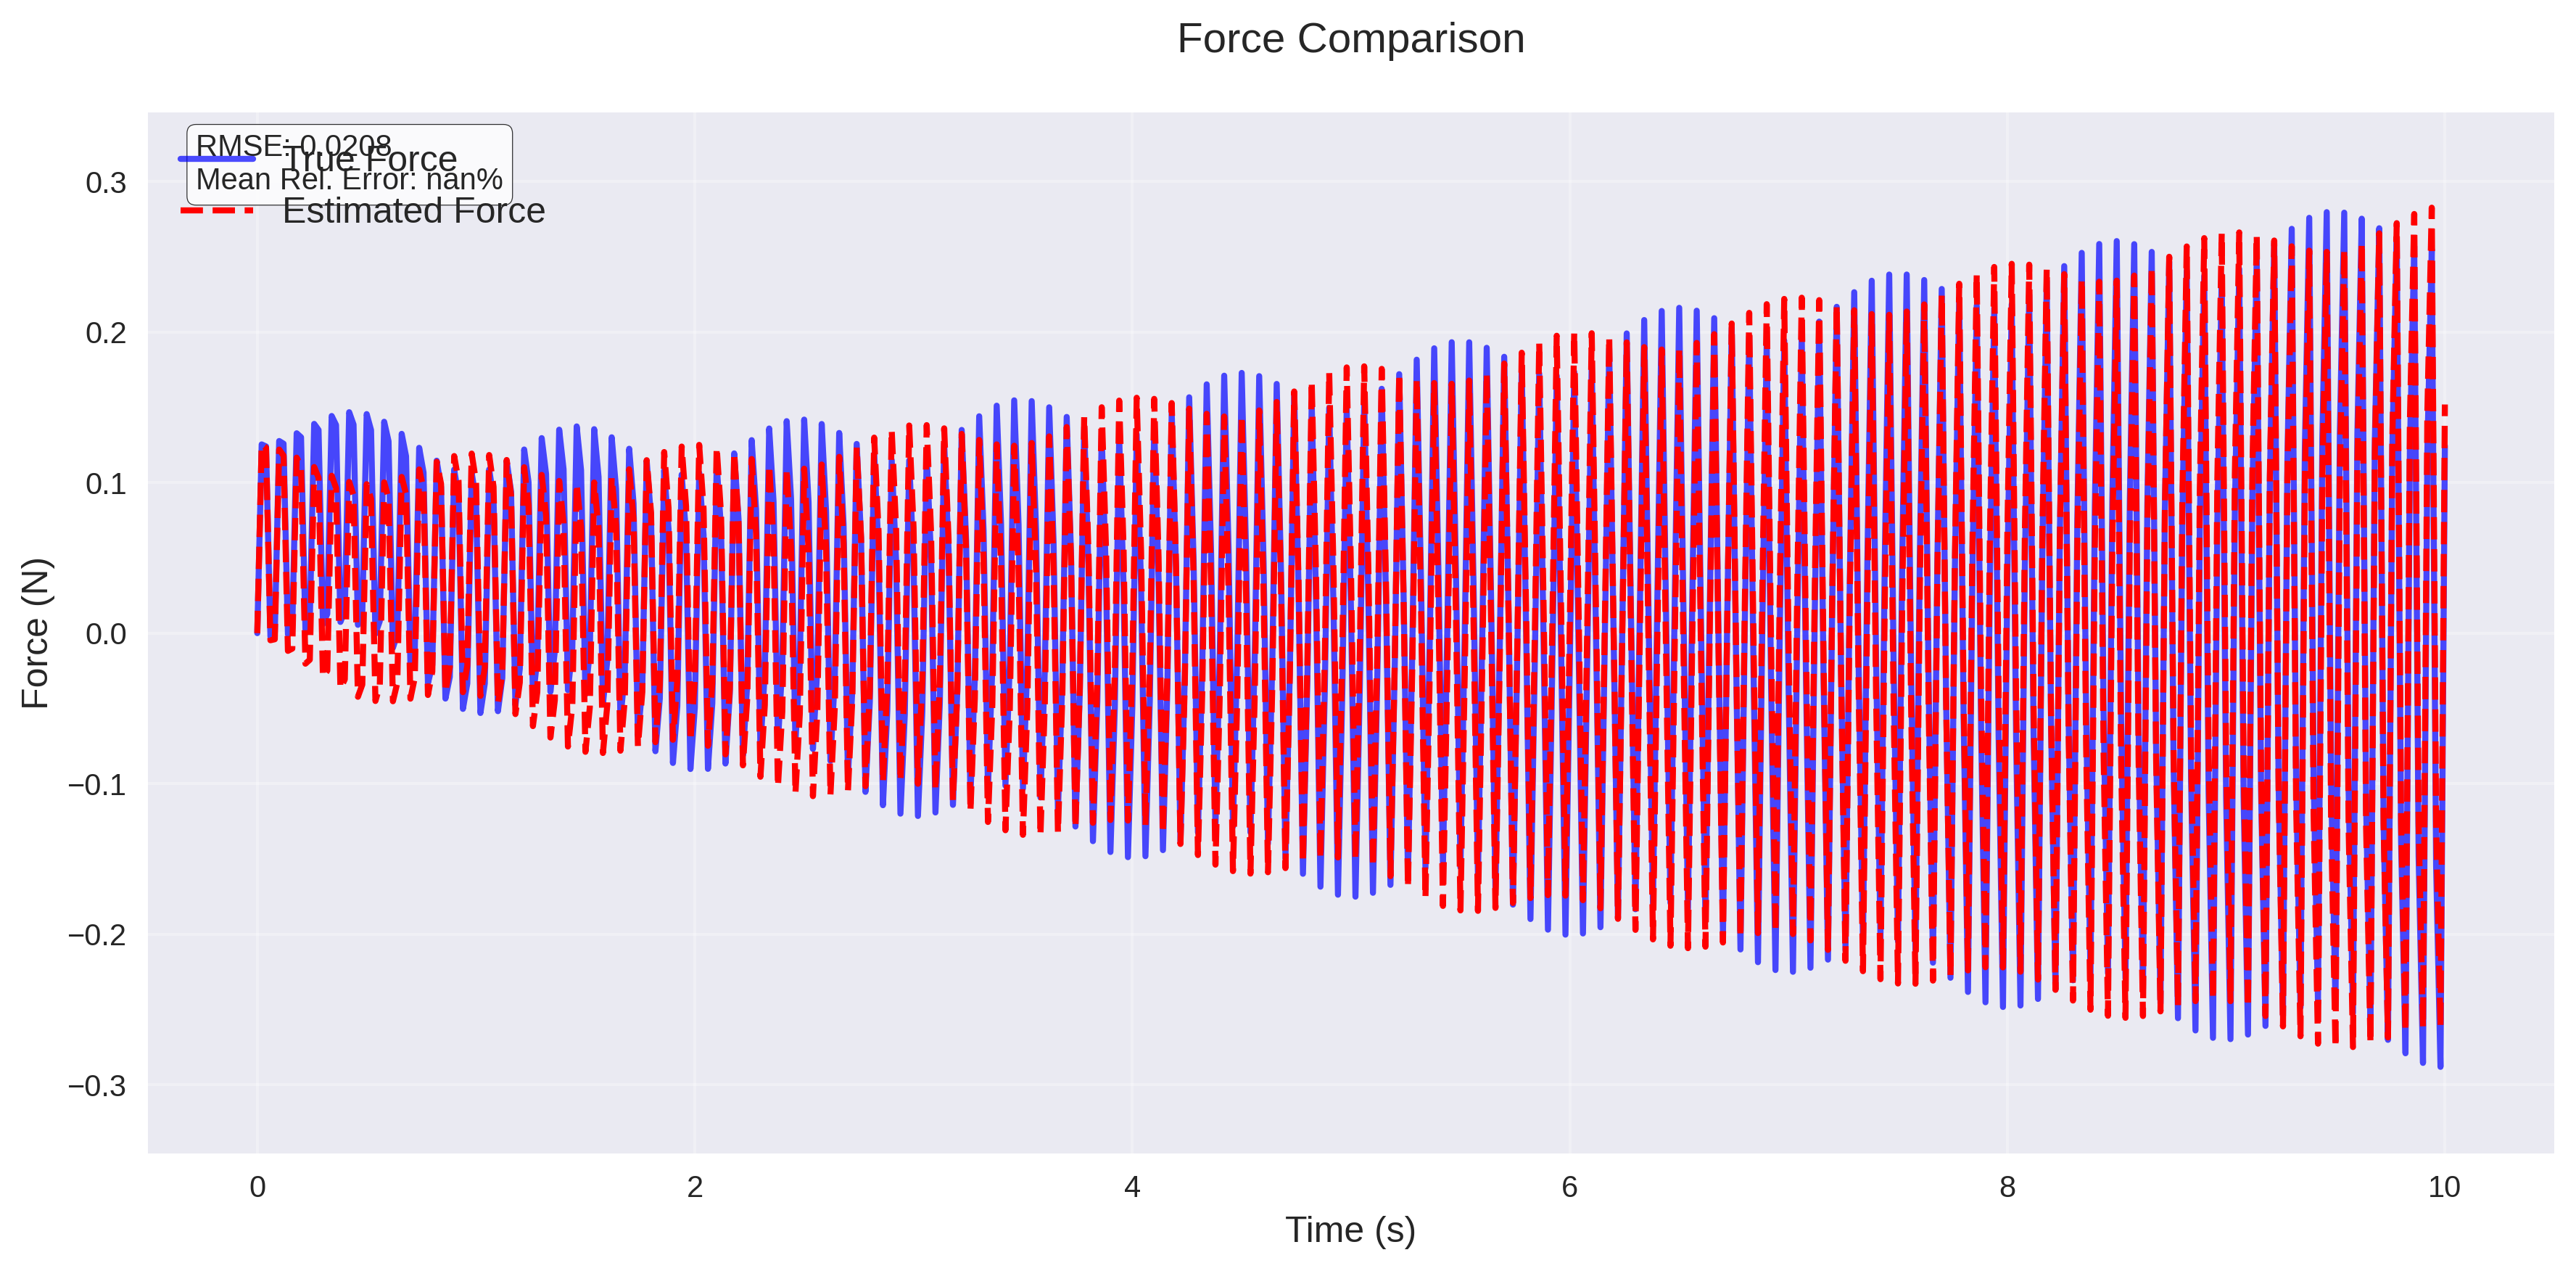 Force Comparison
RMSE: 0.0208
True Force
Mean Rel. Error: nan%
Estimated Force
0.3
0.2
0.1
0.0
−0.1
−0.2
−0.3
Force (N)
0 2 4 6 8 10
Time (s)